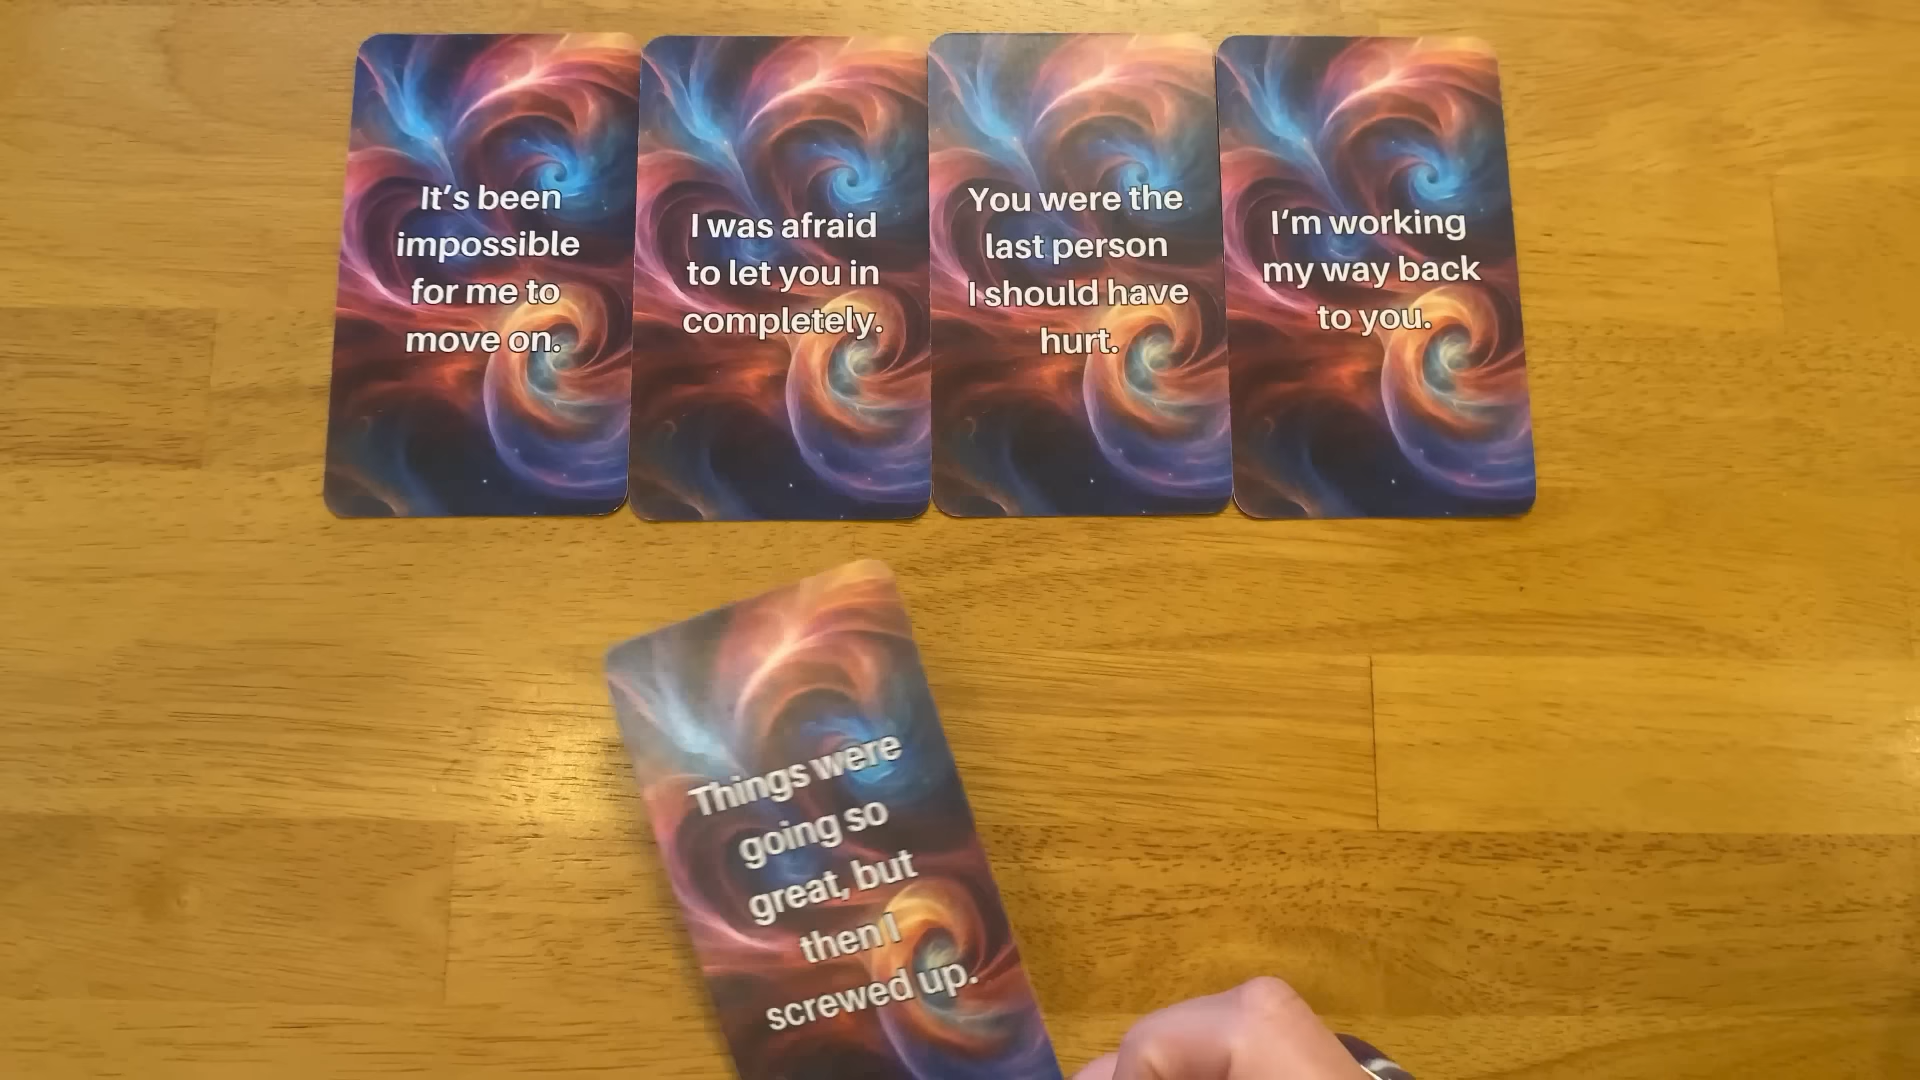 It's been
impossible
for me to
move on.
I was afraid
to let you in
completely.
You were the
last person
I should have
hurt.
I'm working
my way back
to you.
Things were
going so
great, but
then I
screwed up.